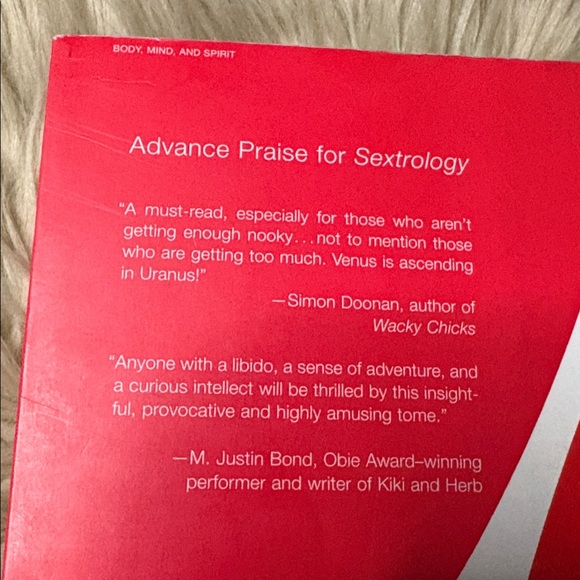 BODY, MIND, AND SPIRIT
Advance Praise for Sextrology
“A must-read, especially for those who aren’t
getting enough nooky...not to mention those
who are getting too much. Venus is ascending
in Uranus!”
—Simon Doonan, author of
Wacky Chicks
“Anyone with a libido, a sense of adventure, and
a curious intellect will be thrilled by this insight-
ful, provocative and highly amusing tome.”
—M. Justin Bond, Obie Award–winning
performer and writer of Kiki and Herb